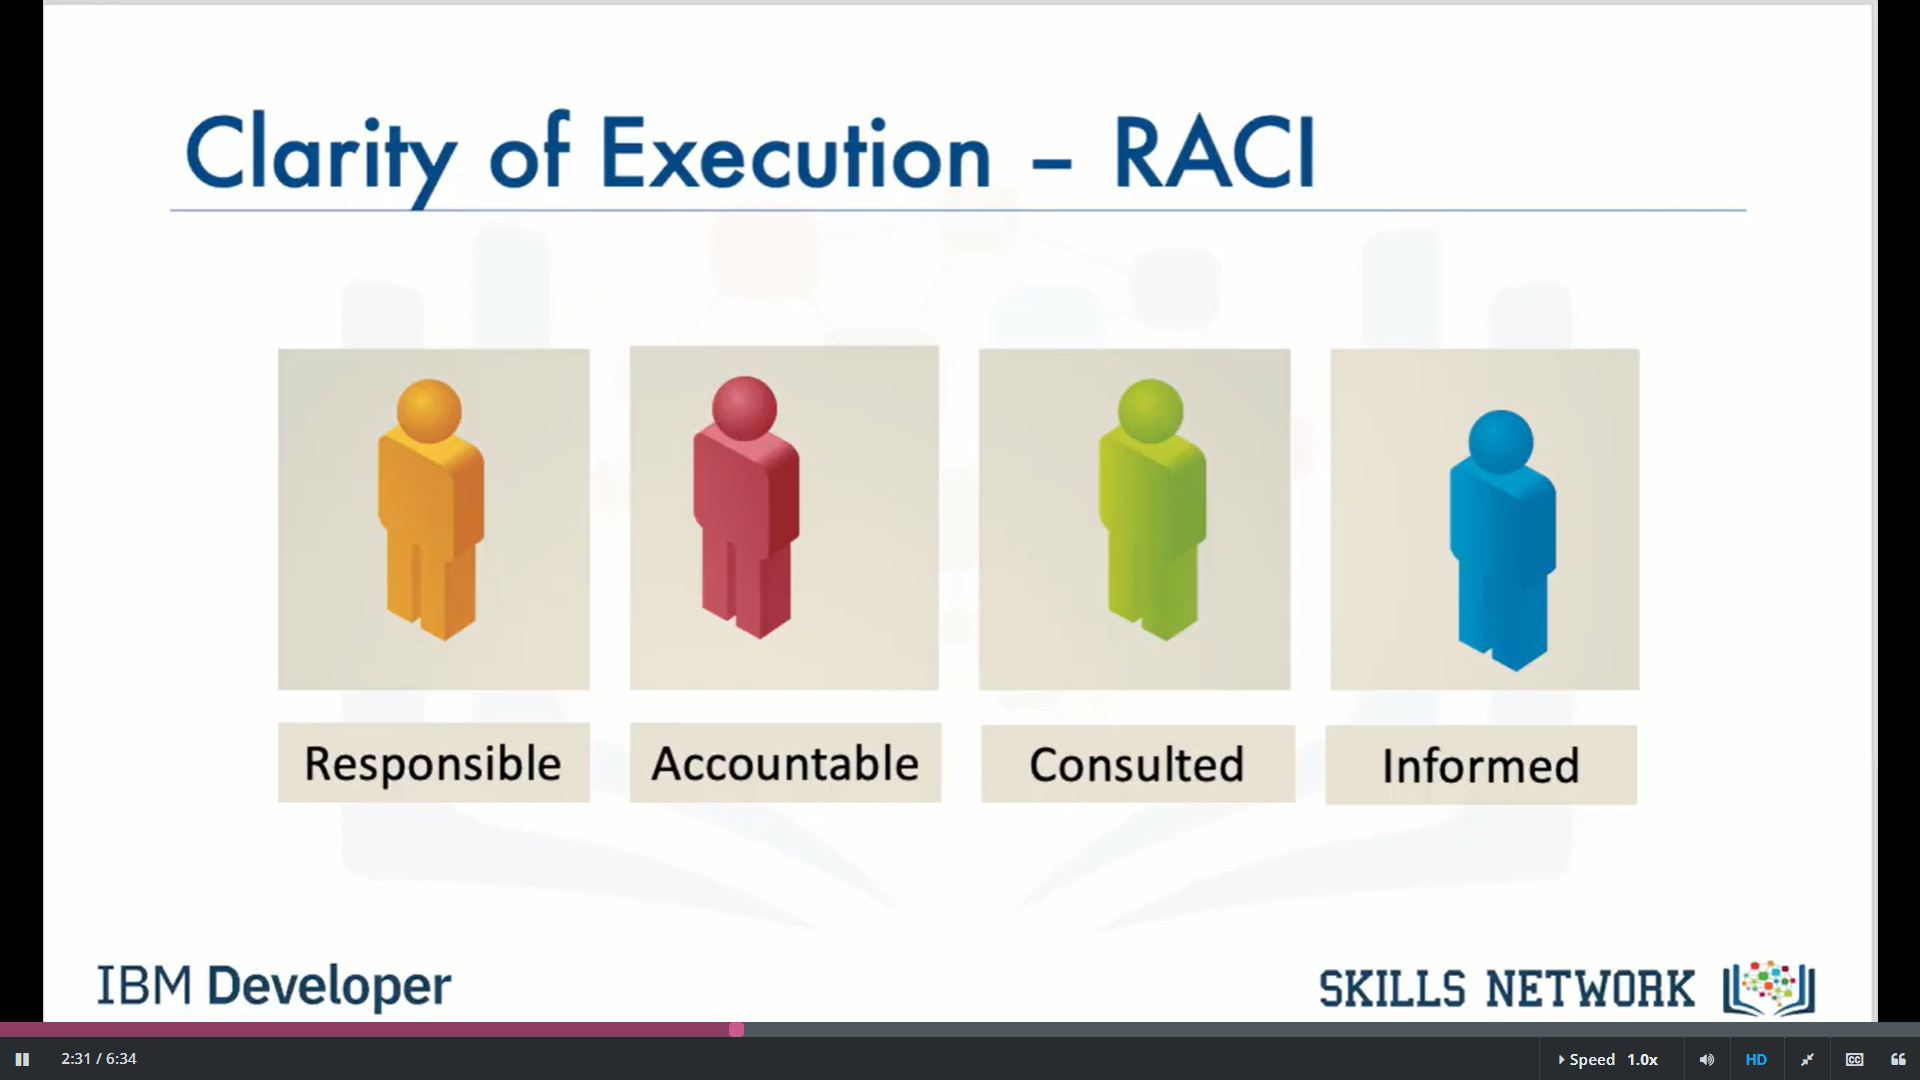 Clarity of Execution – RACI
Responsible
Accountable
Consulted
Informed
IBM Developer
SKILLS NETWORK
2:31 / 6:34
Speed 1.0x
HD
CC